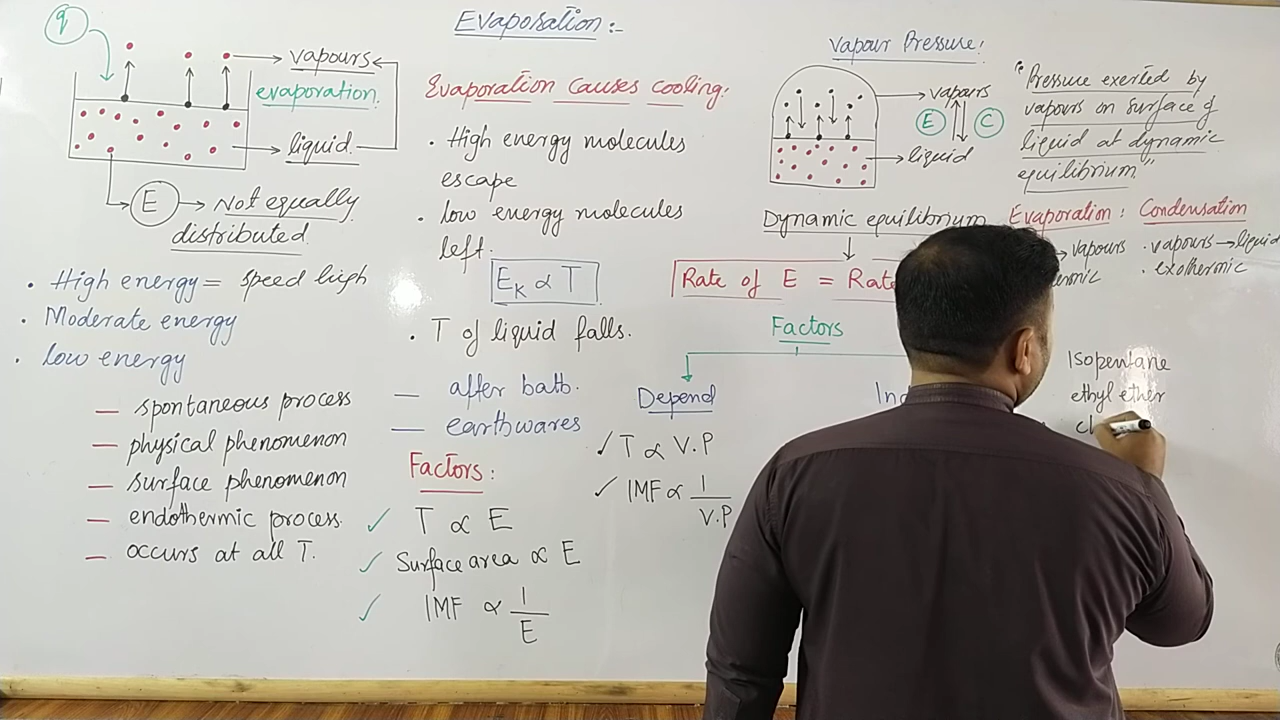 q
Evaporation:-
vapours
evaporation.
liquid.
E → Not equally
distributed.
• High energy = speed high
• Moderate energy
• low energy
— spontaneous process
— physical phenomenon
— surface phenomenon
— endothermic process.
— occurs at all T.
Evaporation causes cooling:
• High energy molecules
escape
• low energy molecules
left.
E_K ∝ T
• T of liquid falls.
— after bath.
— earthwares
Factors:
✓ T ∝ E
✓ Surface area ∝ E
✓ IMF ∝ 1/E
Vapour Pressure:
vapours
E C
liquid
Dynamic equilibrium
Rate of E = Rate
"Pressure exerted by
vapours on surface of
liquid at dynamic
equilibrium"
Evaporation: Condensation
→ vapours • vapours → liquid
• exothermic
Factors
Depend
✓ T ∝ V.P
✓ IMF ∝ 1/V.P
Isopentane
ethyl ether